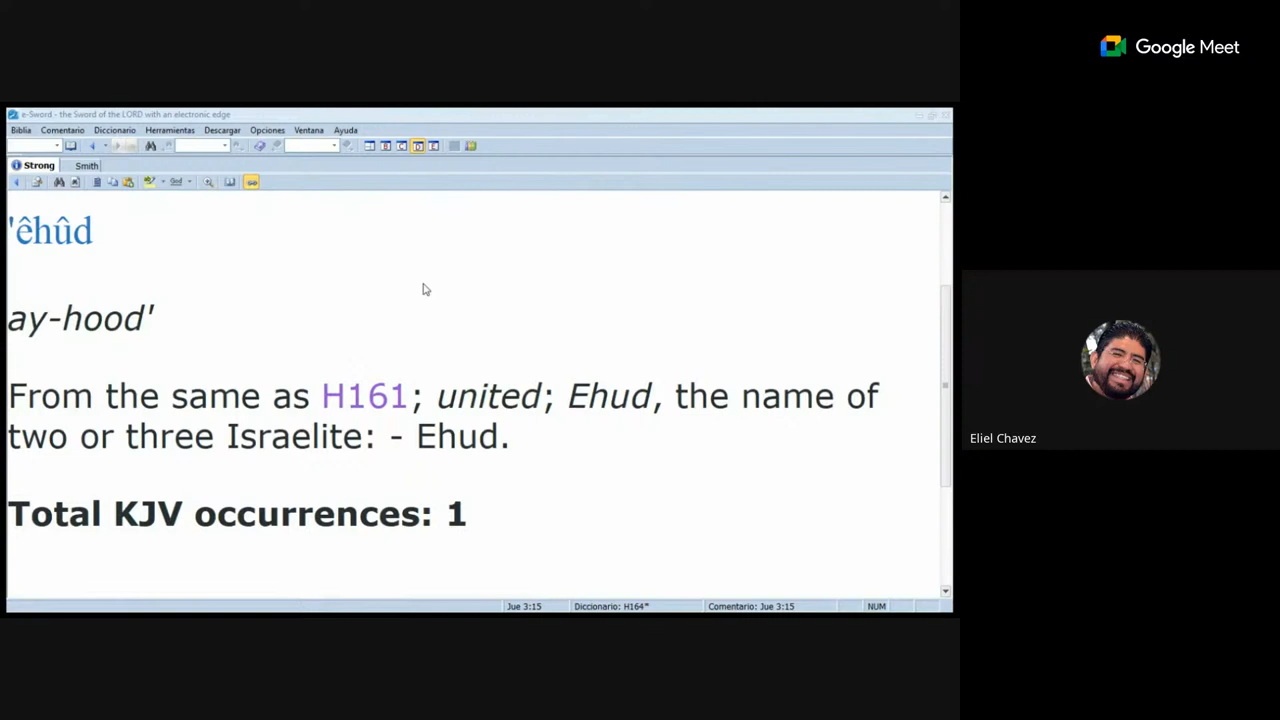 Google Meet
e-Sword - the Sword of the LORD with an electronic edge
Biblia Comentario Diccionario Herramientas Descargar Opciones Ventana Ayuda
Strong Smith
'êhûd
ay-hood'
From the same as H161; united; Ehud, the name of
two or three Israelite: - Ehud.
Total KJV occurrences: 1
Eliel Chavez
Jue 3:15 Diccionario: H164* Comentario: Jue 3:15 NUM